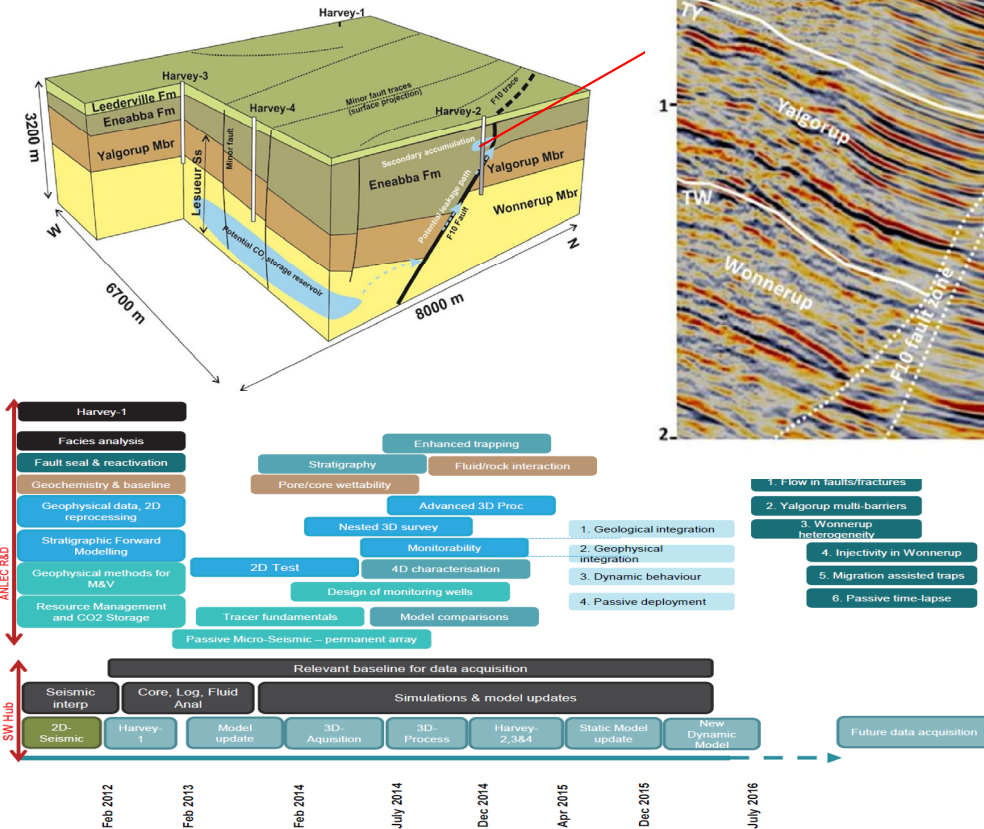 Harvey-1
Harvey-3
Leederville Fm
Eneabba Fm
Yalgorup Mbr
Harvey-4
Minor fault
Lesueur Ss
Minor fault traces
(surface projection)
F10 trace
Harvey-2
Secondary accumulation
Eneabba Fm
Yalgorup Mbr
Wonnerup Mbr
Potential leakage path
F10 Fault
Potential CO2 storage reservoir
3200 m
W
6700 m
8000 m
N
TY
1
Yalgorup
TW
Wonnerup
F10 fault zone
2
ANLEC R&D
Harvey-1
Facies analysis
Fault seal & reactivation
Geochemistry & baseline
Geophysical data, 2D
reprocessing
Stratigraphic Forward
Modelling
Geophysical methods for
M&V
Resource Management
and CO2 Storage
Enhanced trapping
Stratigraphy
Fluid/rock interaction
Pore/core wettability
Advanced 3D Proc
Nested 3D survey
Monitorability
2D Test
4D characterisation
Design of monitoring wells
Tracer fundamentals
Model comparisons
Passive Micro-Seismic – permanent array
1. Geological integration
2. Geophysical
integration
3. Dynamic behaviour
4. Passive deployment
1. Flow in faults/fractures
2. Yalgorup multi-barriers
3. Wonnerup
heterogeneity
4. Injectivity in Wonnerup
5. Migration assisted traps
6. Passive time-lapse
SW Hub
Relevant baseline for data acquisition
Seismic
interp
Core, Log, Fluid
Anal
Simulations & model updates
2D-
Seismic
Harvey-
1
Model
update
3D-
Aquisition
3D-
Process
Harvey-
2,3&4
Static Model
update
New
Dynamic
Model
Future data acquisition
Feb 2012
Feb 2013
Feb 2014
July 2014
Dec 2014
Apr 2015
Dec 2015
July 2016